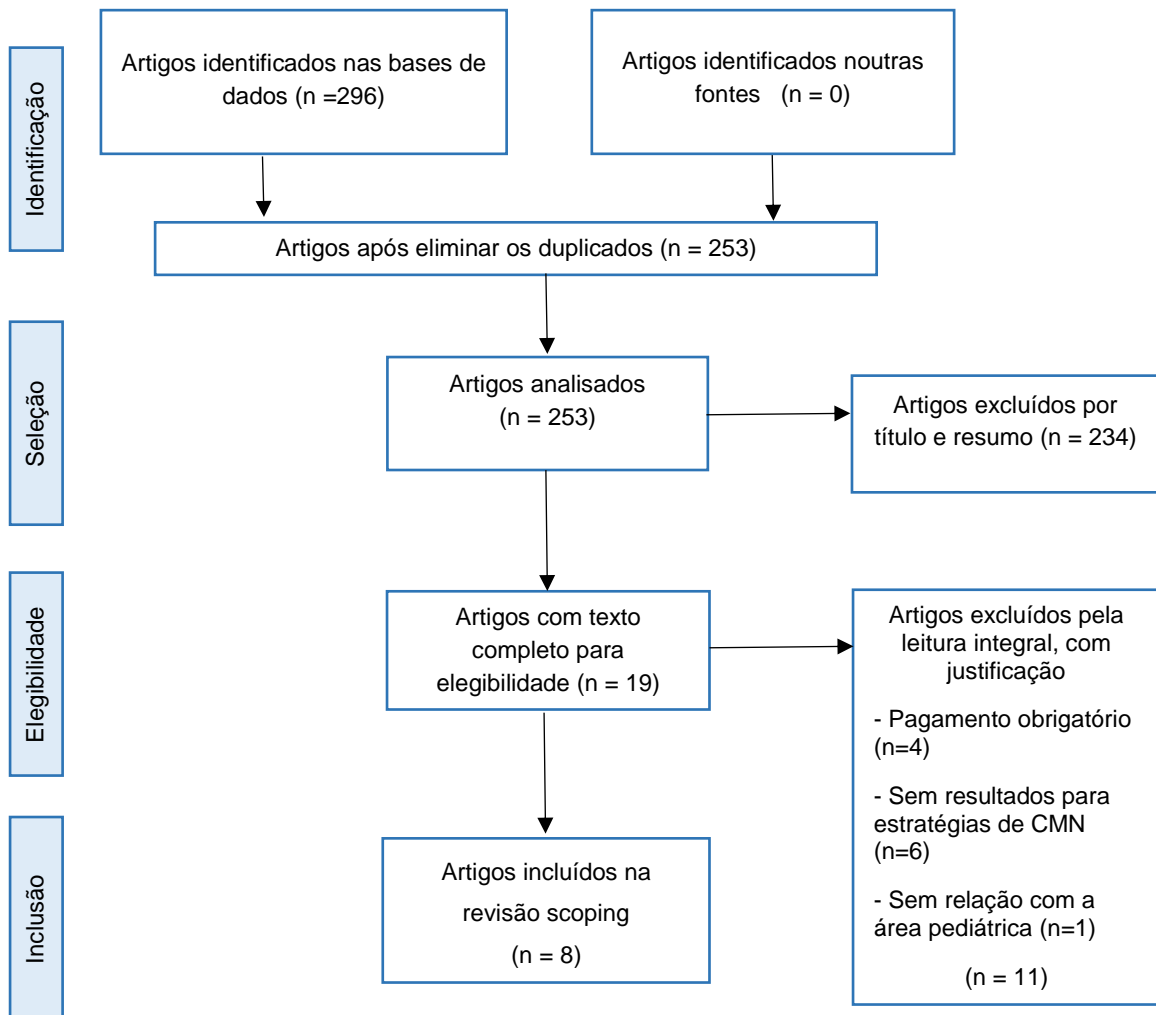 Identificação
Artigos identificados nas bases de
dados (n =296)
Artigos identificados noutras
fontes (n = 0)
Artigos após eliminar os duplicados (n = 253)
Seleção
Artigos analisados
(n = 253)
Artigos excluídos por
título e resumo (n = 234)
Elegibilidade
Artigos com texto
completo para
elegibilidade (n = 19)
Artigos excluídos pela
leitura integral, com
justificação
- Pagamento obrigatório
(n=4)
- Sem resultados para
estratégias de CMN
(n=6)
- Sem relação com a
área pediátrica (n=1)
(n = 11)
Inclusão
Artigos incluídos na
revisão scoping
(n = 8)